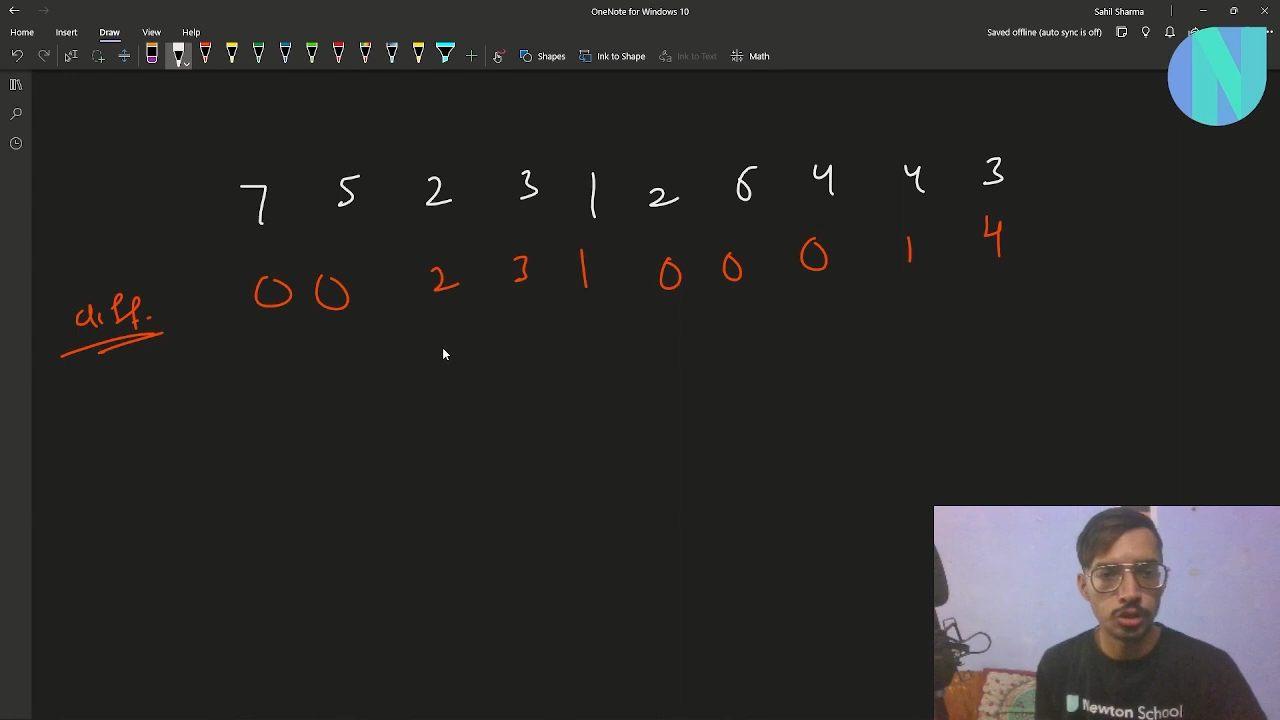 OneNote for Windows 10
Sahil Sharma
Home Insert Draw View Help
Saved offline (auto sync is off)
Shapes Ink to Shape Ink to Text Math
7 5 2 3 1 2 6 4 4 3
0 0 2 3 1 0 0 0 1 4
diff.
Newton School